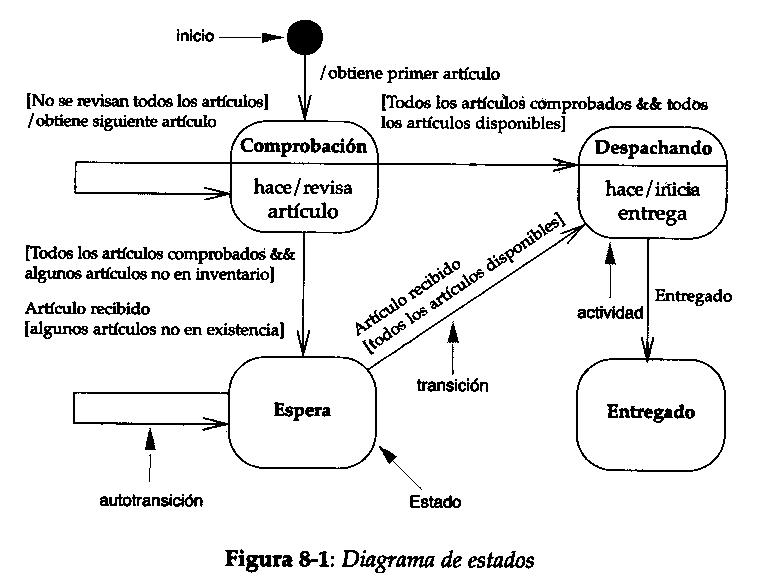 inicio
/obtiene primer artículo
[No se revisan todos los artículos]
/obtiene siguiente artículo
[Todos los artículos comprobados && todos
los artículos disponibles]
Comprobación
hace/revisa
artículo
Despachando
hace/inicia
entrega
[Todos los artículos comprobados &&
algunos artículos no en inventario]
Artículo recibido
[algunos artículos no en existencia]
Artículo recibido
[todos los artículos disponibles]
transición
actividad
Entregado
Espera
Entregado
autotransición
Estado
Figura 8-1: Diagrama de estados